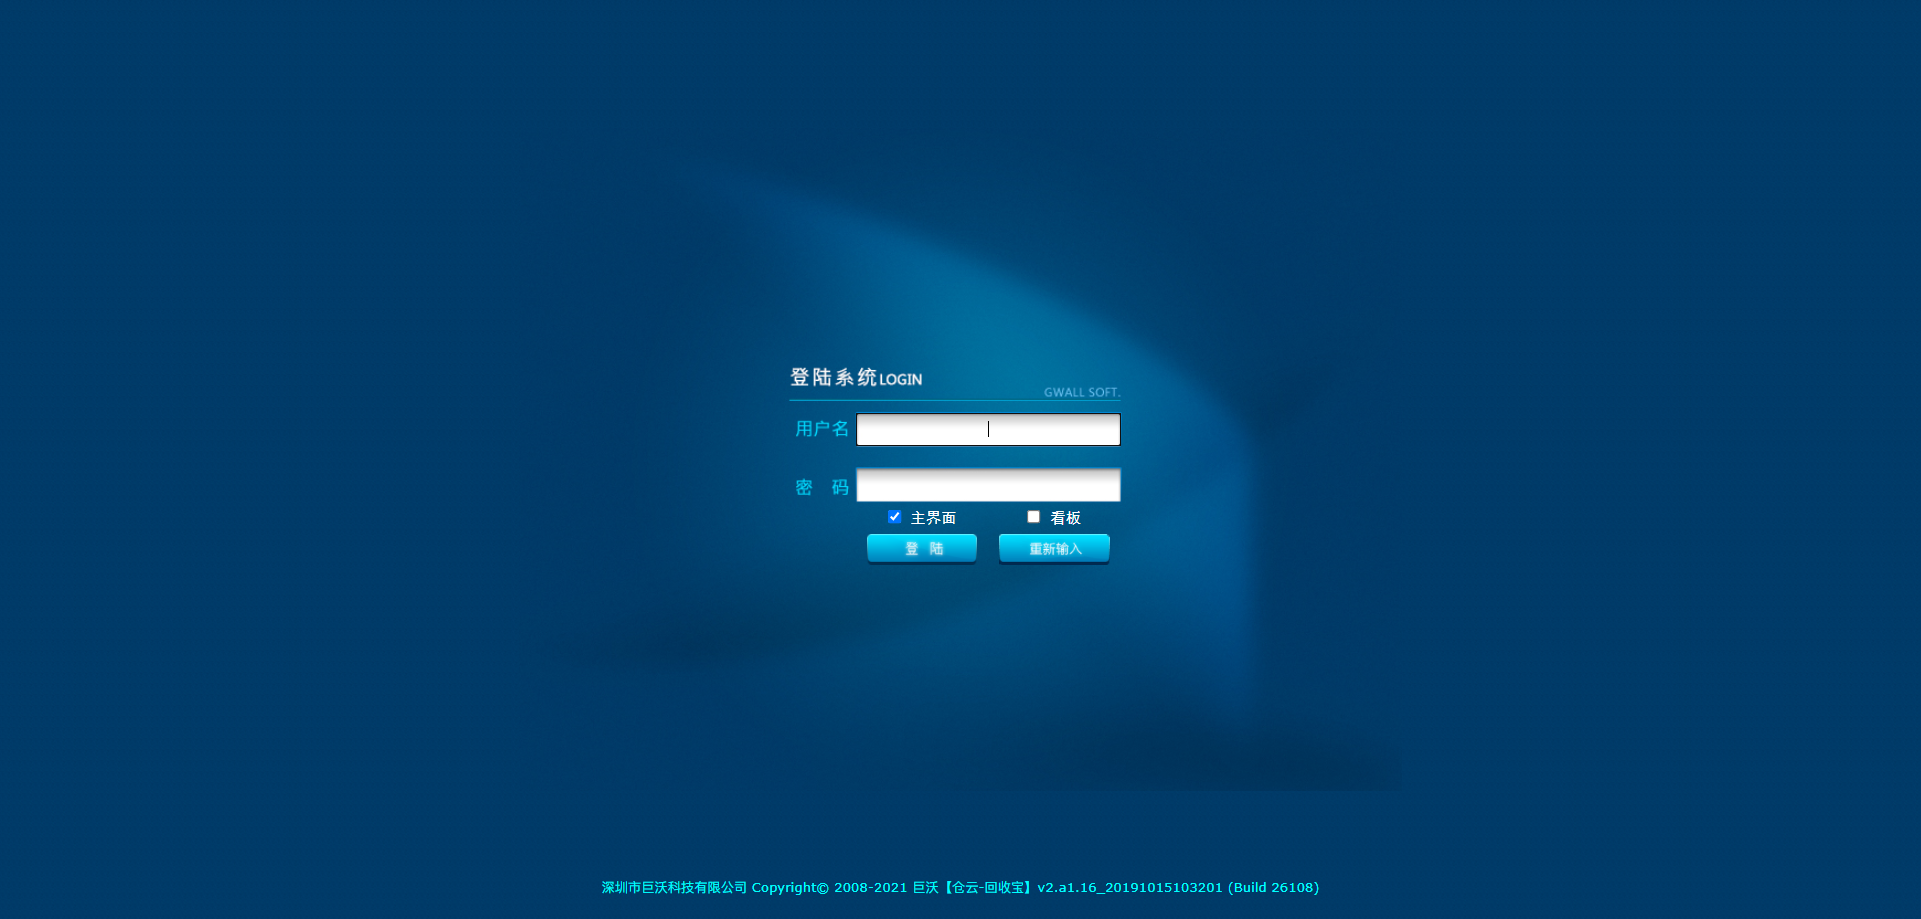 登陆系统LOGIN
GWALL SOFT.
用户名
密 码
主界面 看板
登 陆 重新输入
深圳市巨沃科技有限公司 Copyright© 2008-2021 巨沃【仓云-回收宝】v2.a1.16_20191015103201 (Build 26108)